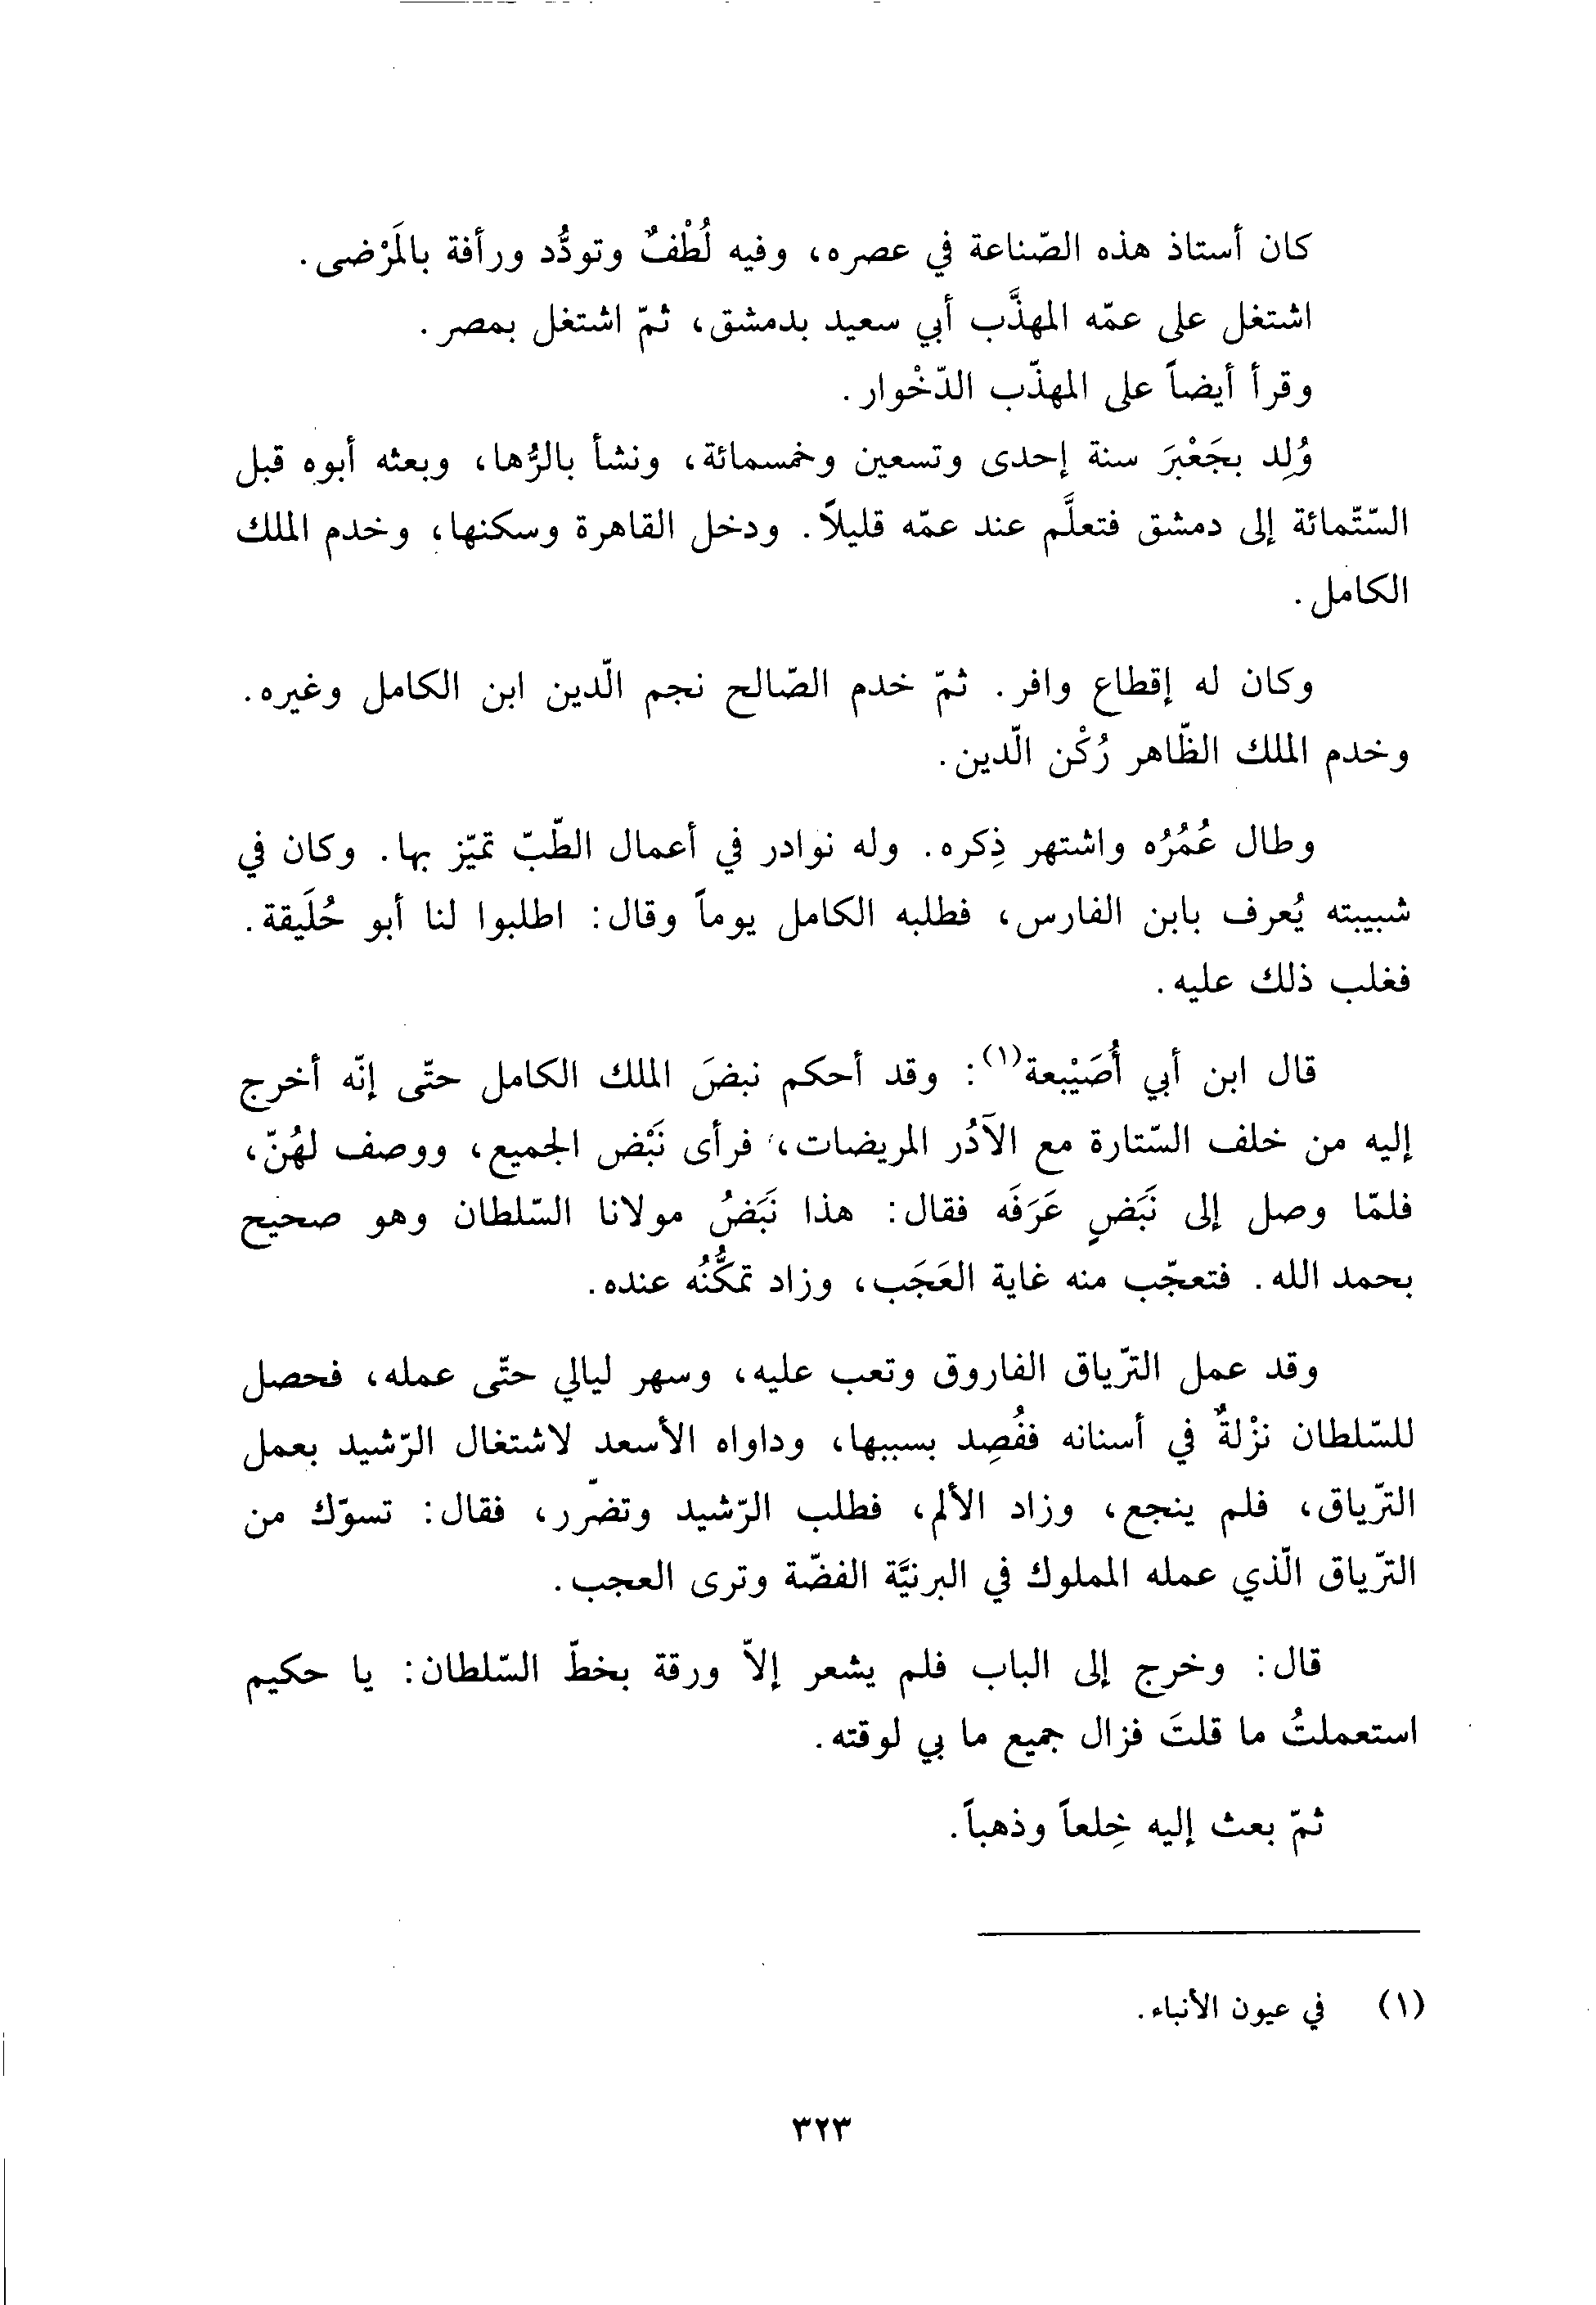 كان أستاذ هذه الصّناعة في عصره، وفيه لُطْفٌ وتودُّد ورأفة بالَمرْضى.
اشتغل على عمّه المهذَّب أبي سعيد بدمشق، ثمّ اشتغل بمصر.
وقرأ أيضاً على المهذّب الدّخْوار.
وُلِد بجَعْبَر سنة إحدى وتسعين وخمسمائة، ونشأ بالرُّها، وبعثه أبوه قبل
السّتّمائة إلى دمشق فتعلَّم عند عمّه قليلاً. ودخل القاهرة وسكنها، وخدم الملك
الكامل.
وكان له إقطاع وافر. ثمّ خدم الصّالح نجم الّدين ابن الكامل وغيره.
وخدم الملك الظّاهر رُكْن الّدين.
وطال عُمُرُه واشتهر ذِكره. وله نوادر في أعمال الطّبّ تميّز بها. وكان في
شبيبته يُعرف بابن الفارس، فطلبه الكامل يوماً وقال: اطلبوا لنا أبو حُلَيقة.
فغلب ذلك عليه.
قال ابن أبي أُصَيْبعة(١): وقد أحكم نبضَ الملك الكامل حتّى إنّه أخرج
إليه من خلف السّتارة مع الآدُر المريضات، فرأى نَبْض الجميع، ووصف لهُنّ،
فلمّا وصل إلى نَبَضٍ عَرَفَه فقال: هذا نَبَضُ مولانا السّلطان وهو صحيح
بحمد الله. فتعجّب منه غاية العَجَب، وزاد تمكُّنُه عنده.
وقد عمل التّرياق الفاروق وتعب عليه، وسهر ليالي حتّى عمله، فحصل
للسّلطان نزْلةٌ في أسنانه ففُصِد بسببها، وداواه الأسعد لاشتغال الرّشيد بعمل
التّرياق، فلم ينجع، وزاد الألم، فطلب الرّشيد وتضّرر، فقال: تسوّك من
التّرياق الّذي عمله المملوك في البرنيَّة الفضّة وترى العجب.
قال: وخرج إلى الباب فلم يشعر إلاّ ورقة بخطّ السّلطان: يا حكيم
استعملتُ ما قلتَ فزال جميع ما بي لوقته.
ثمّ بعث إليه خِلعاً وذهباً.
(١) في عيون الأنباء.
٣٢٣